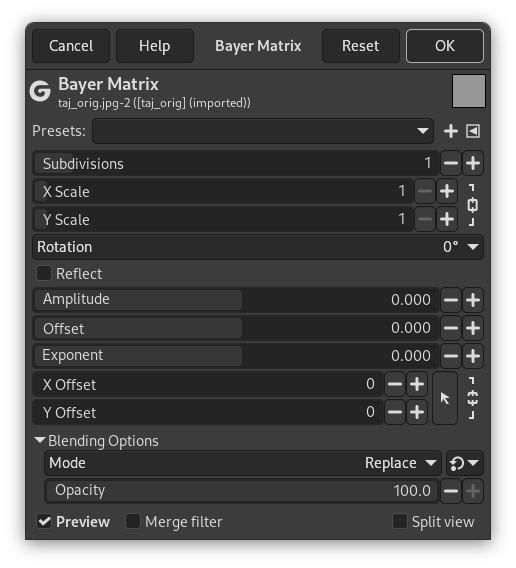 Cancel Help Bayer Matrix Reset OK
Bayer Matrix
taj_orig.jpg-2 ([taj_orig] (imported))
Presets:
Subdivisions 1
X Scale 1
Y Scale 1
Rotation 0°
Reflect
Amplitude 0.000
Offset 0.000
Exponent 0.000
X Offset 0
Y Offset 0
Blending Options
Mode Replace
Opacity 100.0
Preview Merge filter Split view